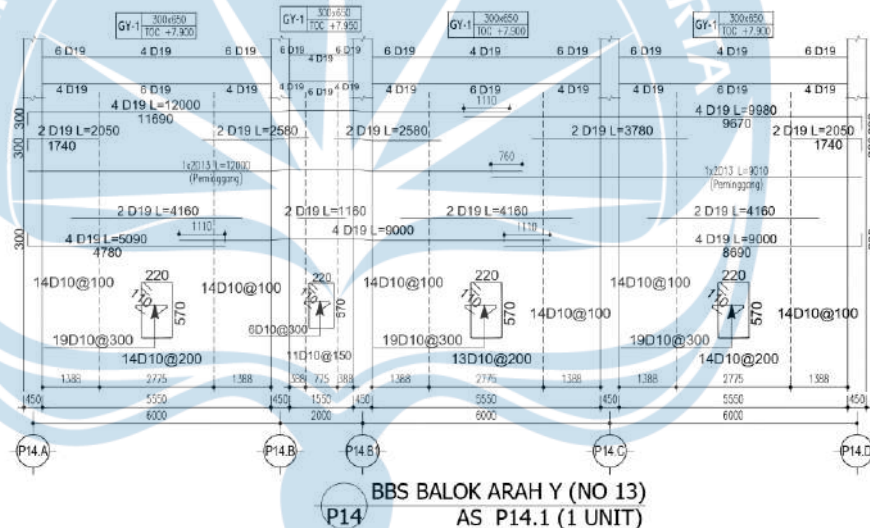 GY-1 300x650 TOC +7.900
GY-1 300x650 TOC +7.950
GY-1 300x650 TOC +7.900
GY-1 300x650 TOC +7.900
6 D19 4 D19 6 D19 6 D19 6 D19 6 D19 4 D19 6 D19 6 D19 4 D19 6 D19
4 D19
4 D19 6 D19 4 D19 4 D19 6 D19 4 D19 4 D19 6 D19 4 D19 4 D19 6 D19 4 D19
4 D19 L=12000 1110 4 D19 L=9980
300 11690 9670
2 D19 L=2050 2 D19 L=2580 2 D19 L=2580 2 D19 L=3780 2 D19 L=2050
300 1740 1740
1x2D13 L=12000 760 1x2D13 L=9010
(Peminggang) (Peminggang)
2 D19 L=4160 2 D19 L=1160 2 D19 L=4160 2 D19 L=4160
1110 4 D19 L=9000 1110
300 4 D19 L=5090 4 D19 L=9000
4780 8690
14D10@100 220 110 570 14D10@100 220 110 570 14D10@100 220 110 570 14D10@100 14D10@100 220 110 570 14D10@100
19D10@300 6D10@300 19D10@300 19D10@300
14D10@200 11D10@150 13D10@200 14D10@200
1388 2775 1388 388 775 388 1388 2775 1388 1388 2775 1388
450 5550 450 1550 450 5550 450 5550 450
6000 2000 6000 6000
P14.A P14.B P14.B1 P14.C P14.D
BBS BALOK ARAH Y (NO 13)
P14 AS P14.1 (1 UNIT)
RIA